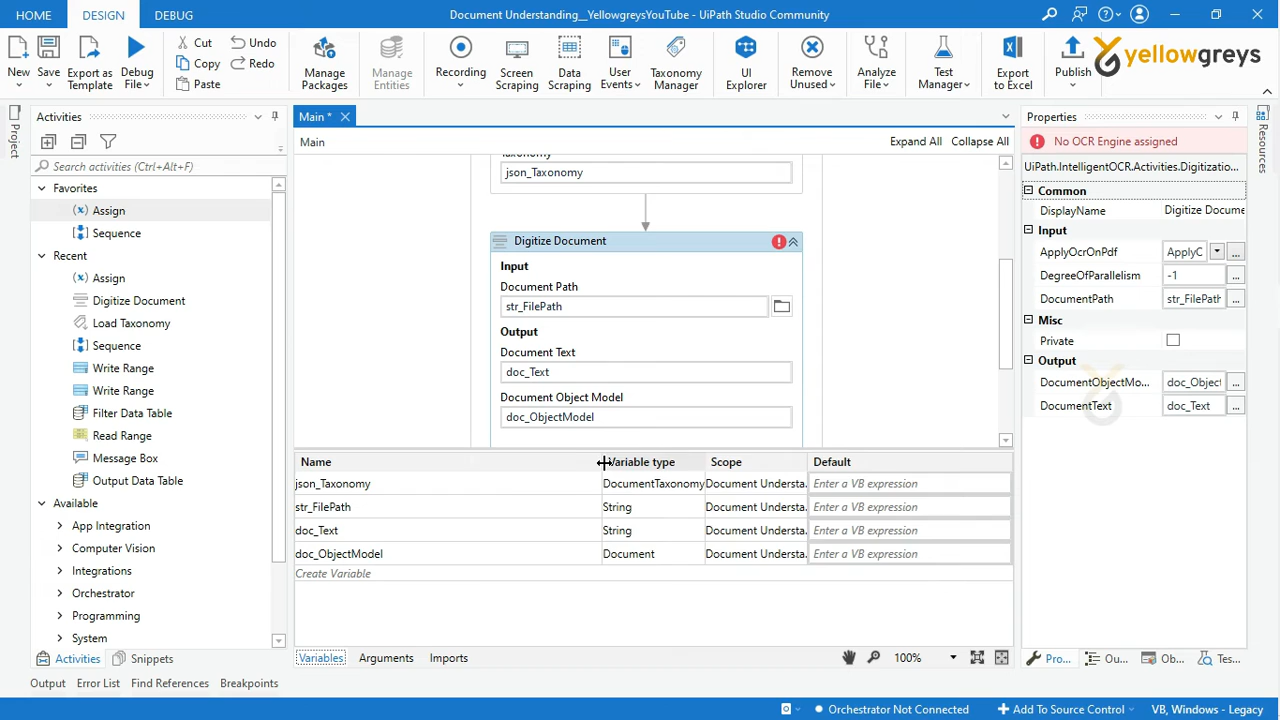 HOME
DESIGN
DEBUG
Document Understanding__YellowgreysYouTube - UiPath Studio Community
New
Save
Export as Template
Debug File
Cut
Copy
Paste
Undo
Redo
Manage Packages
Manage Entities
Recording
Screen Scraping
Data Scraping
User Events
Taxonomy Manager
UI Explorer
Remove Unused
Analyze File
Test Manager
Export to Excel
Publish
yellowgreys
Project
Activities
Search activities (Ctrl+Alt+F)
Favorites
Assign
Sequence
Recent
Assign
Digitize Document
Load Taxonomy
Sequence
Write Range
Write Range
Filter Data Table
Read Range
Message Box
Output Data Table
Available
App Integration
Computer Vision
Integrations
Orchestrator
Programming
System
Activities
Snippets
Main *
Main
Expand All
Collapse All
Taxonomy
json_Taxonomy
Digitize Document
Input
Document Path
str_FilePath
Output
Document Text
doc_Text
Document Object Model
doc_ObjectModel
Name Variable type Scope Default
json_Taxonomy DocumentTaxonomy Document Understa. Enter a VB expression
str_FilePath String Document Understa. Enter a VB expression
doc_Text String Document Understa. Enter a VB expression
doc_ObjectModel Document Document Understa. Enter a VB expression
Create Variable
Variables
Arguments
Imports
100%
Properties
No OCR Engine assigned
UiPath.IntelligentOCR.Activities.Digitizatio...
Common
DisplayName Digitize Docume
Input
ApplyOcrOnPdf ApplyC ...
DegreeOfParallelism -1 ...
DocumentPath str_FilePath ...
Misc
Private
Output
DocumentObjectMo... doc_Object ...
DocumentText doc_Text ...
Resources
Pro...
Ou...
Ob...
Tes...
Output
Error List
Find References
Breakpoints
Orchestrator Not Connected
Add To Source Control
VB, Windows - Legacy